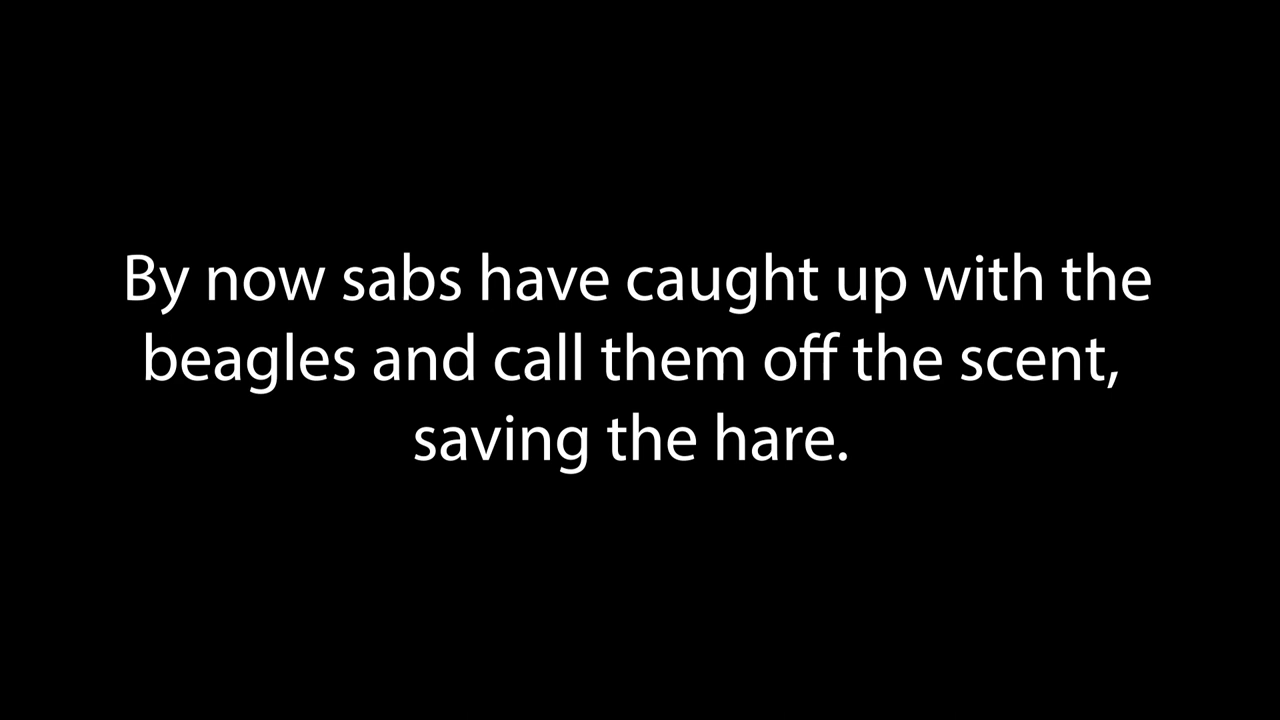 By now sabs have caught up with the
beagles and call them off the scent,
saving the hare.